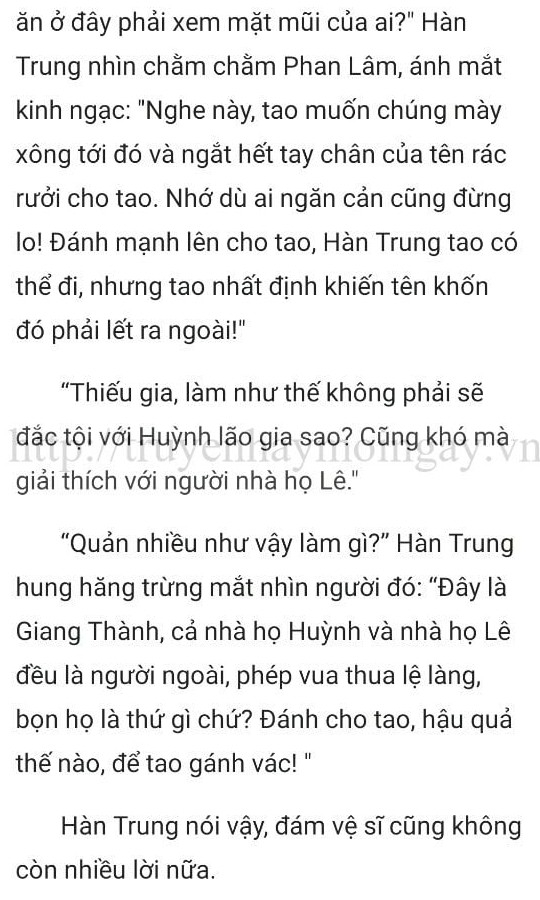 ăn ở đây phải xem mặt mũi của ai?" Hàn
Trung nhìn chằm chằm Phan Lâm, ánh mắt
kinh ngạc: "Nghe này, tao muốn chúng mày
xông tới đó và ngắt hết tay chân của tên rác
rưởi cho tao. Nhớ dù ai ngăn cản cũng đừng
lo! Đánh mạnh lên cho tao, Hàn Trung tao có
thể đi, nhưng tao nhất định khiến tên khốn
đó phải lết ra ngoài!"
“Thiếu gia, làm như thế không phải sẽ
đắc tội với Huỳnh lão gia sao? Cũng khó mà
http://truyenhaymoingay.vn
giải thích với người nhà họ Lê."
“Quản nhiều như vậy làm gì?” Hàn Trung
hung hăng trừng mắt nhìn người đó: “Đây là
Giang Thành, cả nhà họ Huỳnh và nhà họ Lê
đều là người ngoài, phép vua thua lệ làng,
bọn họ là thứ gì chứ? Đánh cho tao, hậu quả
thế nào, để tao gánh vác! "
Hàn Trung nói vậy, đám vệ sĩ cũng không
còn nhiều lời nữa.